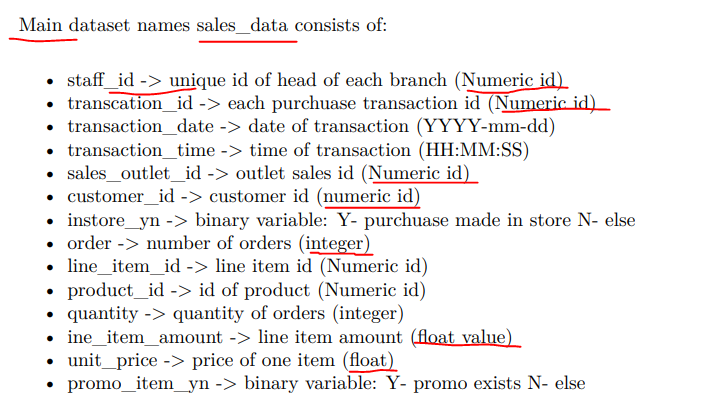 Main dataset names sales_data consists of:
• staff_id -> unique id of head of each branch (Numeric id)
• transcation_id -> each purchuase transaction id (Numeric id)
• transaction_date -> date of transaction (YYYY-mm-dd)
• transaction_time -> time of transaction (HH:MM:SS)
• sales_outlet_id -> outlet sales id (Numeric id)
• customer_id -> customer id (numeric id)
• instore_yn -> binary variable: Y- purchuase made in store N- else
• order -> number of orders (integer)
• line_item_id -> line item id (Numeric id)
• product_id -> id of product (Numeric id)
• quantity -> quantity of orders (integer)
• ine_item_amount -> line item amount (float value)
• unit_price -> price of one item (float)
• promo_item_yn -> binary variable: Y- promo exists N- else